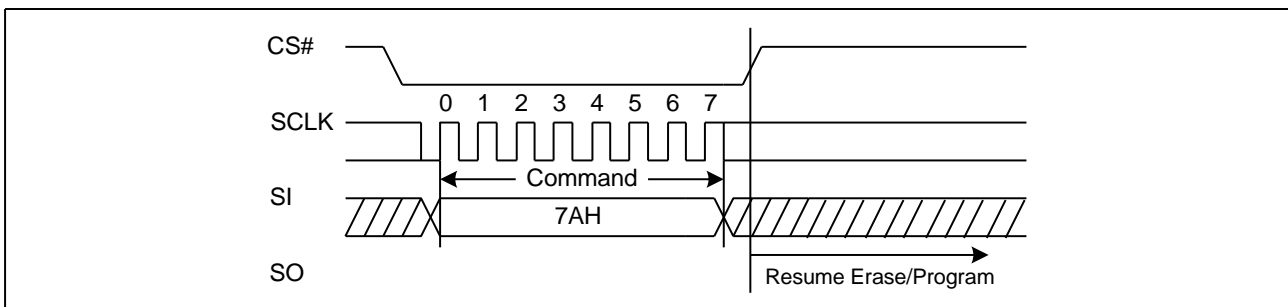 CS#
0 1 2 3 4 5 6 7
SCLK
Command
SI
7AH
SO
Resume Erase/Program